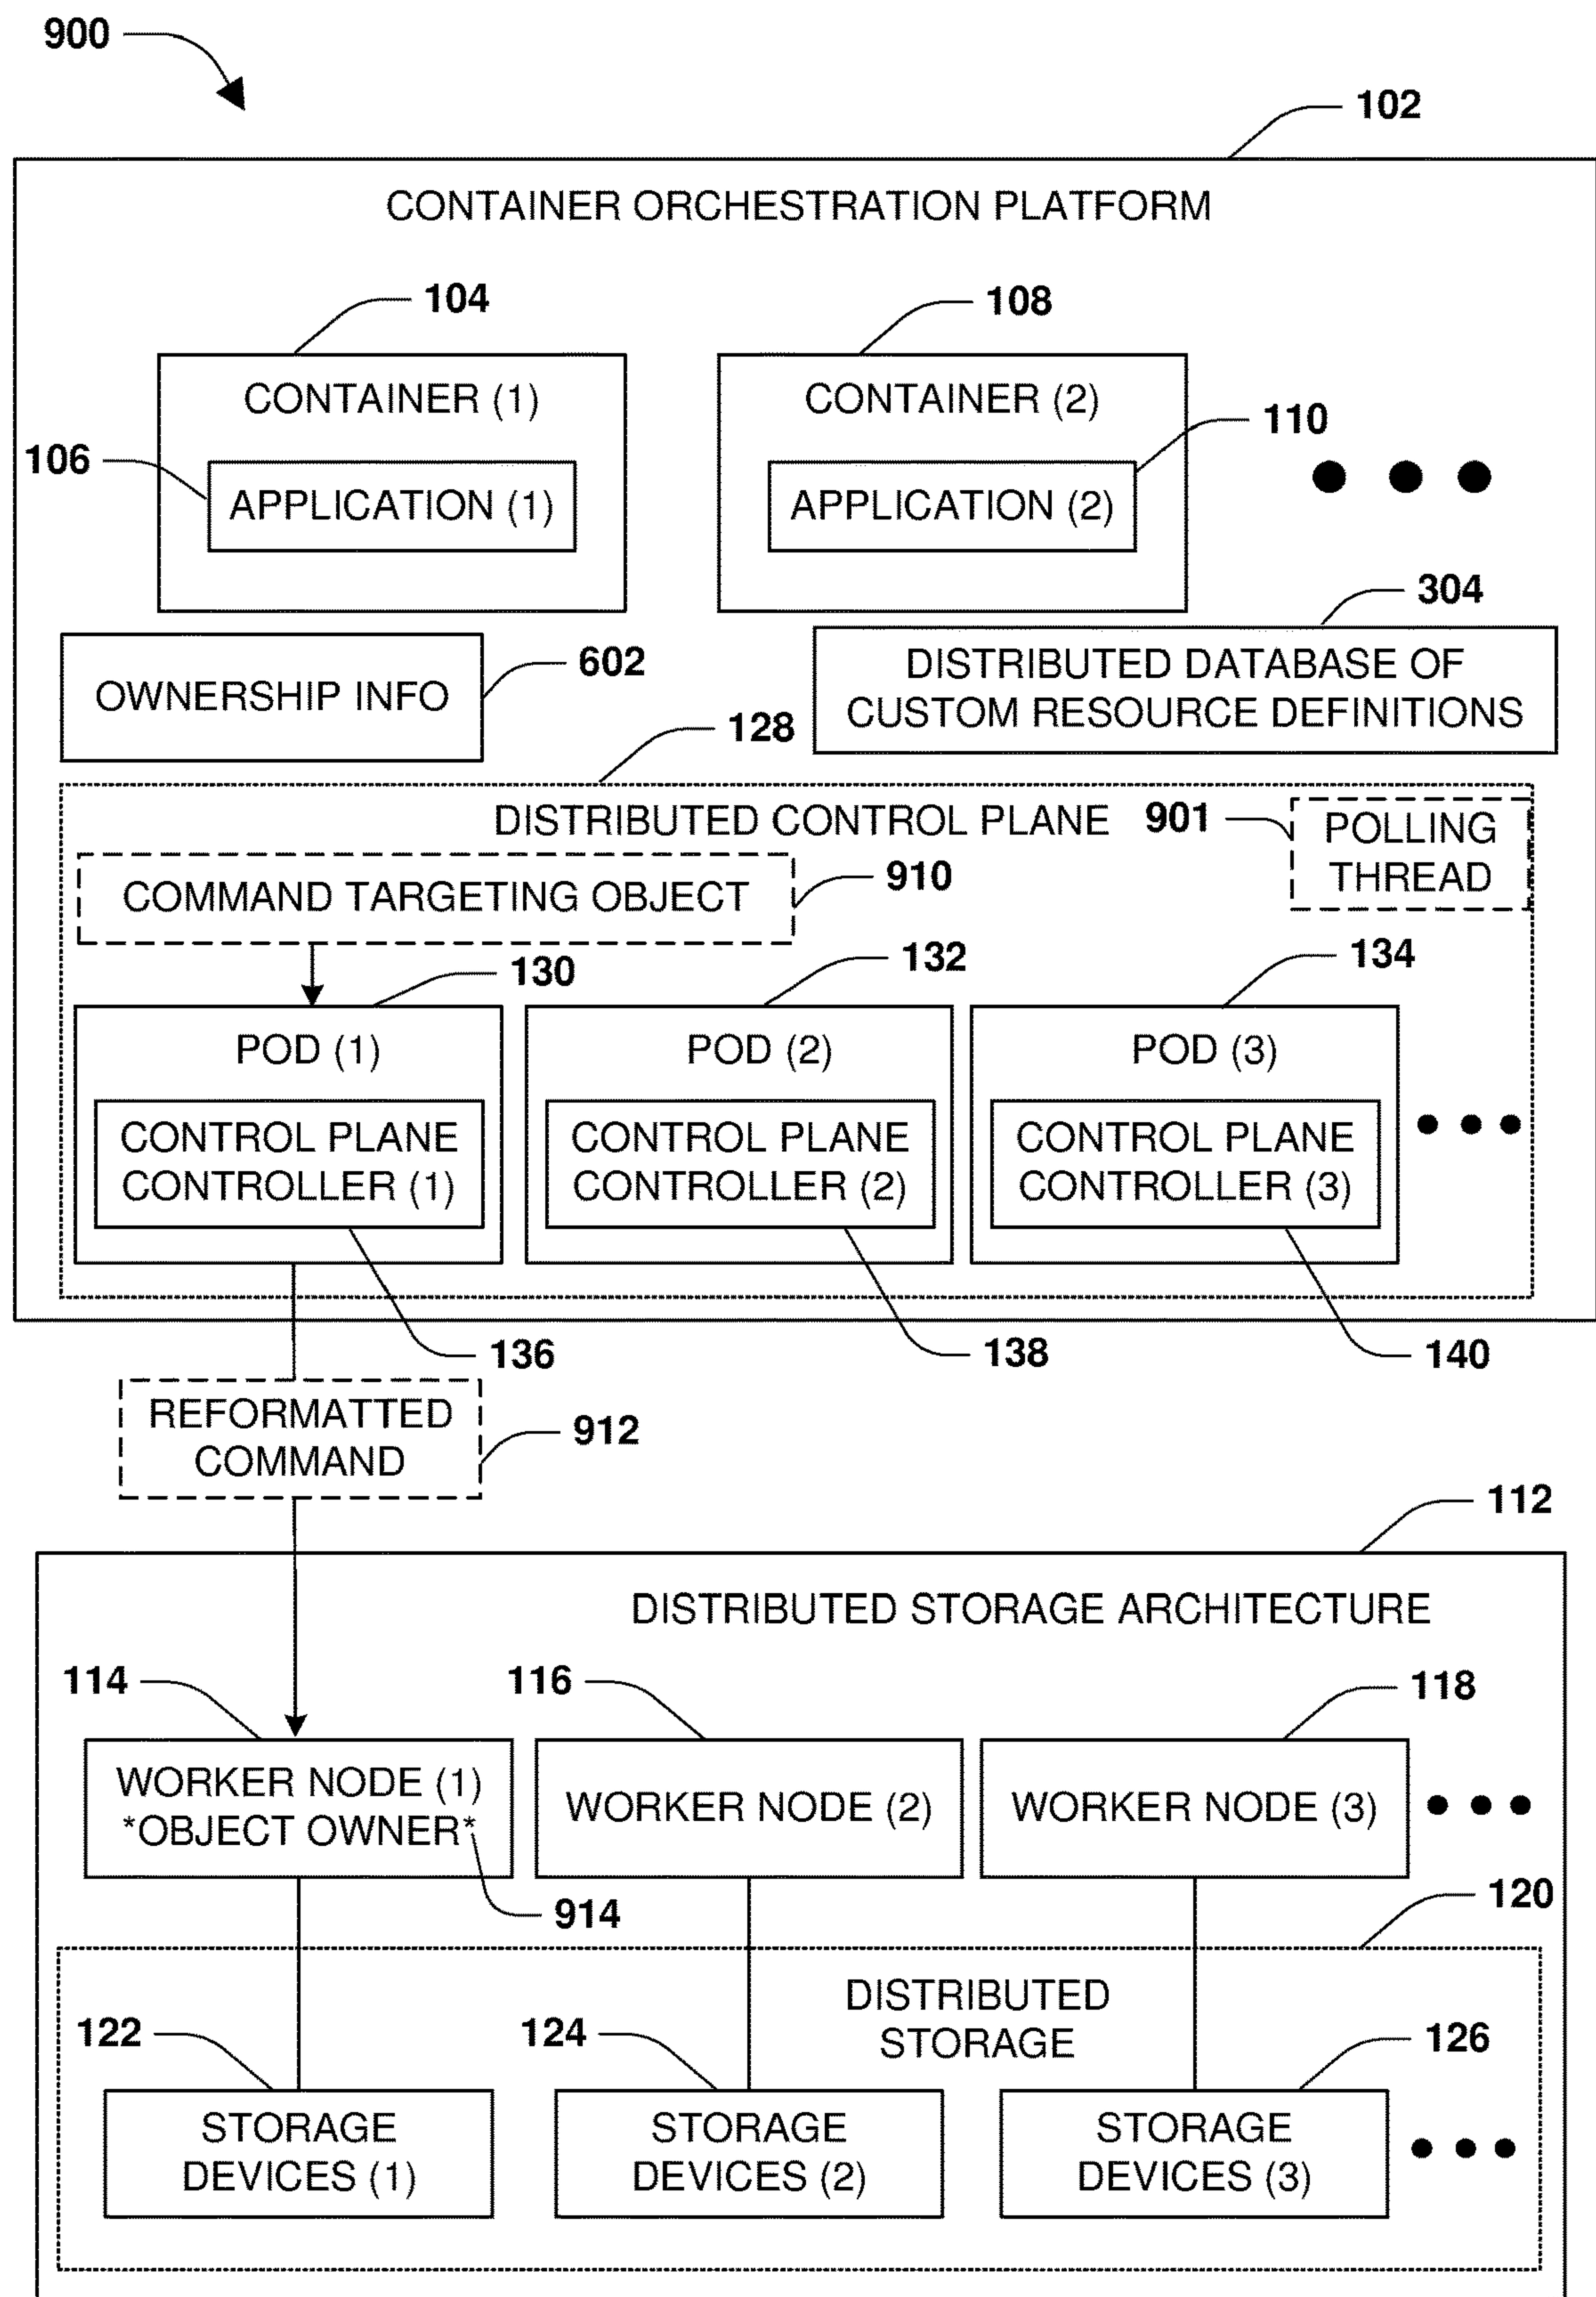 900
102
CONTAINER ORCHESTRATION PLATFORM
104
108
CONTAINER (1)
CONTAINER (2)
110
106
APPLICATION (1)
APPLICATION (2)
304
602
OWNERSHIP INFO
DISTRIBUTED DATABASE OF
CUSTOM RESOURCE DEFINITIONS
128
DISTRIBUTED CONTROL PLANE
901
POLLING
THREAD
COMMAND TARGETING OBJECT
910
130
132
134
POD (1)
POD (2)
POD (3)
CONTROL PLANE
CONTROLLER (1)
CONTROL PLANE
CONTROLLER (2)
CONTROL PLANE
CONTROLLER (3)
136
138
140
REFORMATTED
COMMAND
912
112
DISTRIBUTED STORAGE ARCHITECTURE
114
116
118
WORKER NODE (1)
*OBJECT OWNER*
WORKER NODE (2)
WORKER NODE (3)
914
120
DISTRIBUTED
STORAGE
122
124
126
STORAGE
DEVICES (1)
STORAGE
DEVICES (2)
STORAGE
DEVICES (3)